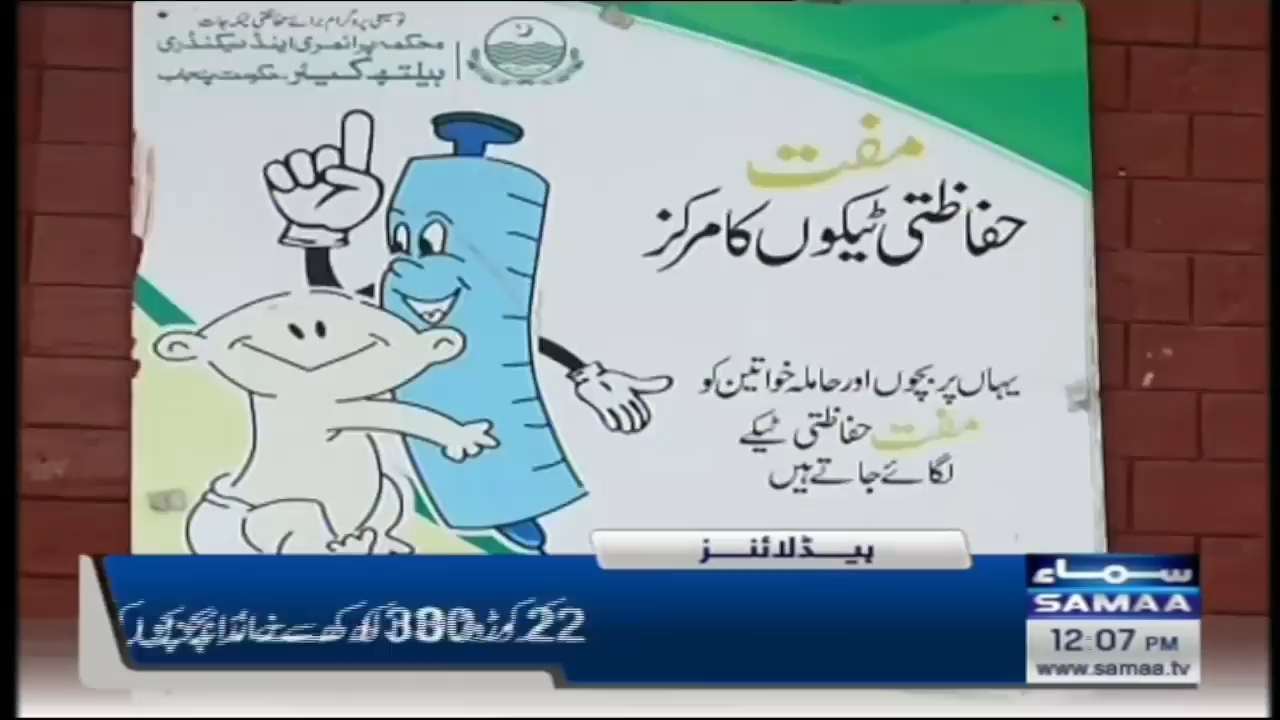 توسیعی پروگرام برائے حفاظتی ٹیکہ جات
محکمہ پرائمری اینڈ سیکنڈری
ہیلتھ کیئر، حکومت پنجاب
مفت
حفاظتی ٹیکوں کا مرکز
یہاں پر بچوں اور حاملہ خواتین کو
مفت حفاظتی ٹیکے
لگائے جاتے ہیں
ہیڈلائنز
سماء
SAMAA
12:07 PM
www.samaa.tv